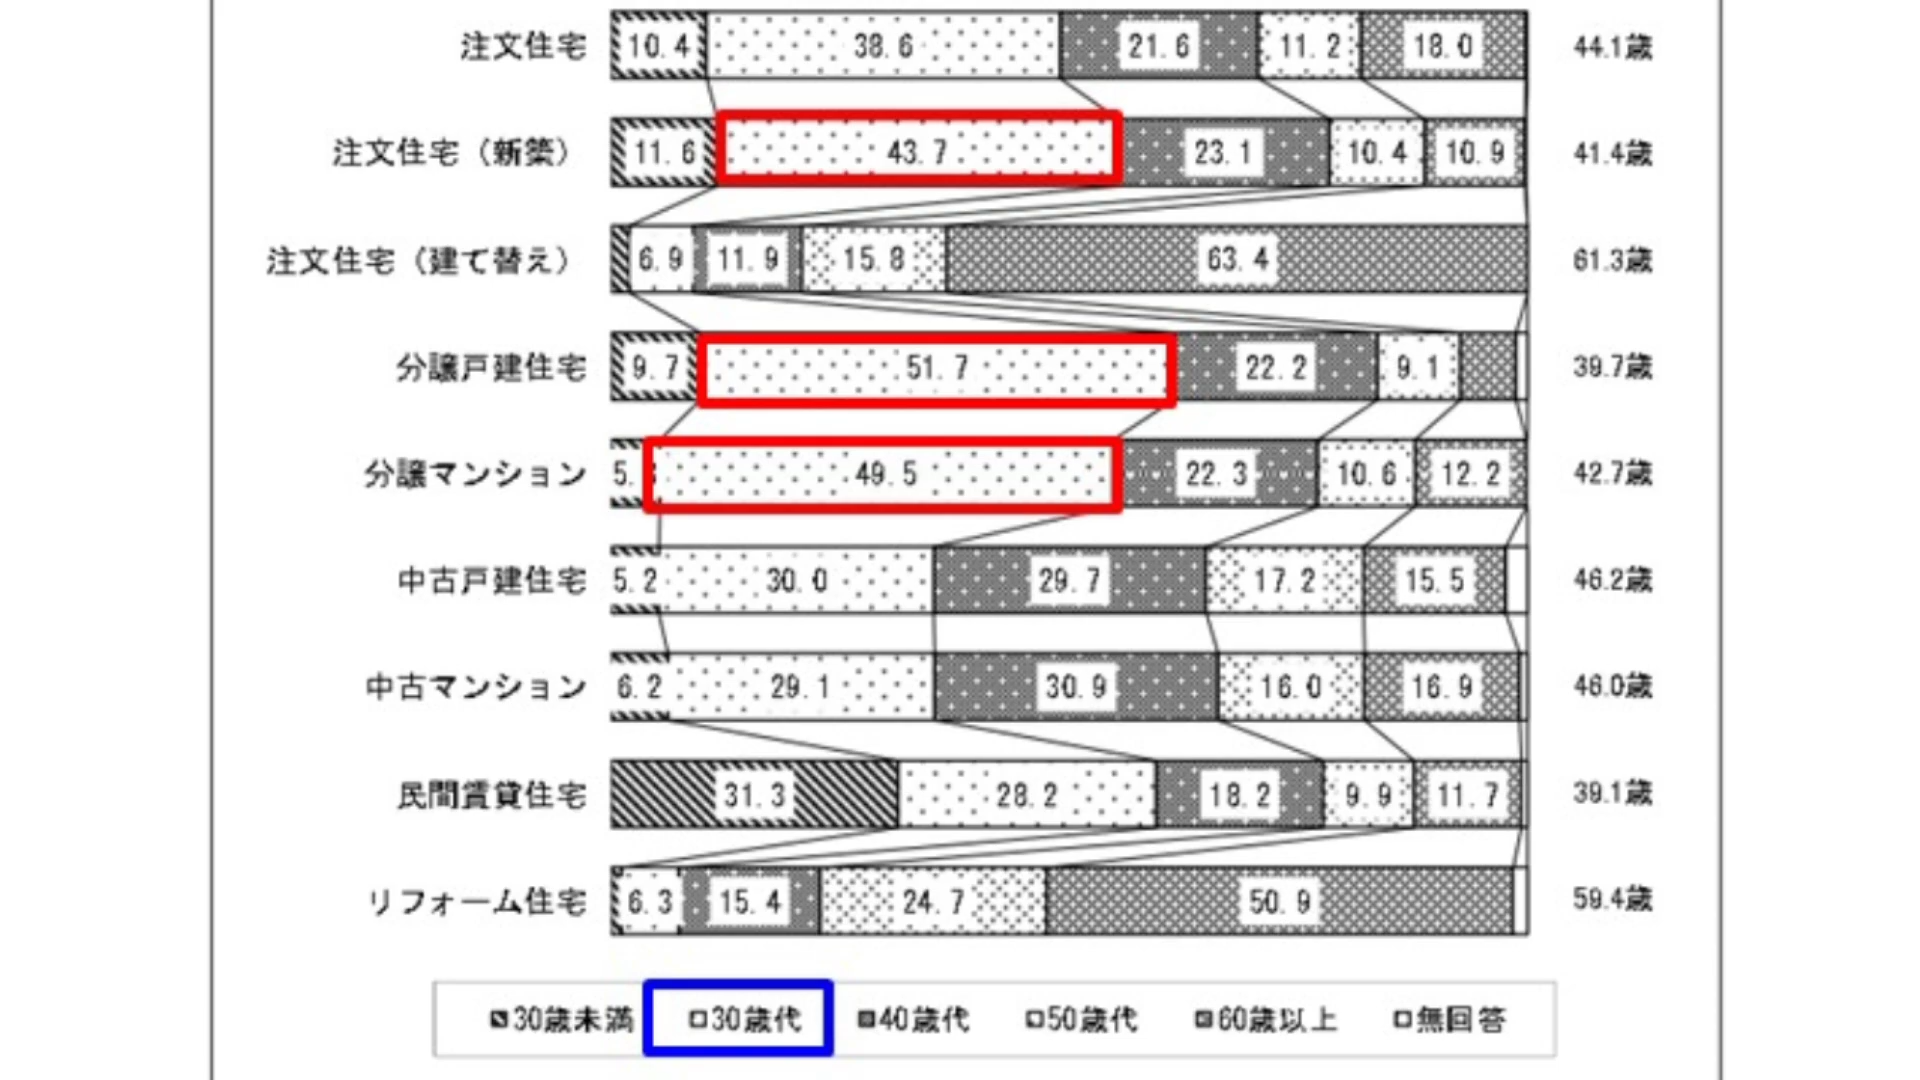 注文住宅 10.4 38.6 21.6 11.2 18.0 44.1歳
注文住宅（新築） 11.6 43.7 23.1 10.4 10.9 41.4歳
注文住宅（建て替え） 6.9 11.9 15.8 63.4 61.3歳
分譲戸建住宅 9.7 51.7 22.2 9.1 39.7歳
分譲マンション 5. 49.5 22.3 10.6 12.2 42.7歳
中古戸建住宅 5.2 30.0 29.7 17.2 15.5 46.2歳
中古マンション 6.2 29.1 30.9 16.0 16.9 46.0歳
民間賃貸住宅 31.3 28.2 18.2 9.9 11.7 39.1歳
リフォーム住宅 6.3 15.4 24.7 50.9 59.4歳
30歳未満 30歳代 40歳代 50歳代 60歳以上 無回答